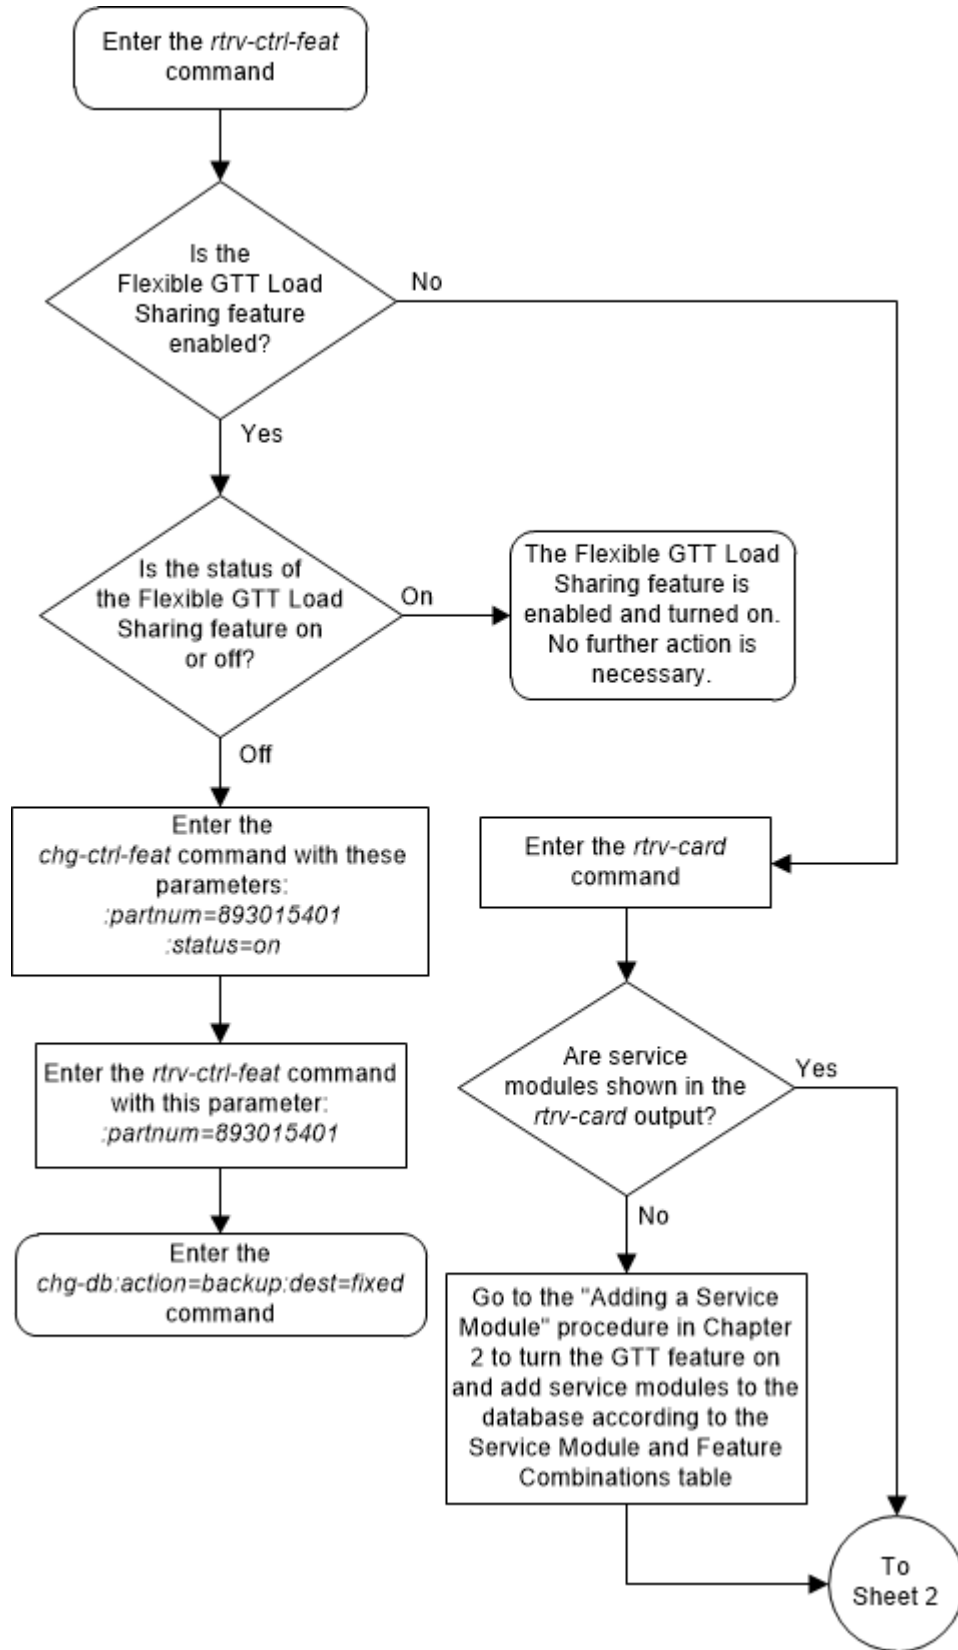 Enter the rtrv-ctrl-feat
command
Is the
Flexible GTT Load
Sharing feature
enabled?
No
Yes
Is the status of
the Flexible GTT Load
Sharing feature on
or off?
On
The Flexible GTT Load
Sharing feature is
enabled and turned on.
No further action is
necessary.
Off
Enter the
chg-ctrl-feat command with these
parameters:
:partnum=893015401
:status=on
Enter the rtrv-card
command
Enter the rtrv-ctrl-feat command
with this parameter:
:partnum=893015401
Are service
modules shown in the
rtrv-card output?
Yes
No
Enter the
chg-db:action=backup:dest=fixed
command
Go to the "Adding a Service
Module" procedure in Chapter
2 to turn the GTT feature on
and add service modules to the
database according to the
Service Module and Feature
Combinations table
To
Sheet 2